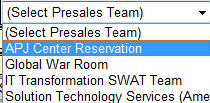 (Select Presales Team)
(Select Presales Team)
APJ Center Reservation
Global War Room
IT Transformation SWAT Team
Solution Technology Services (Ame